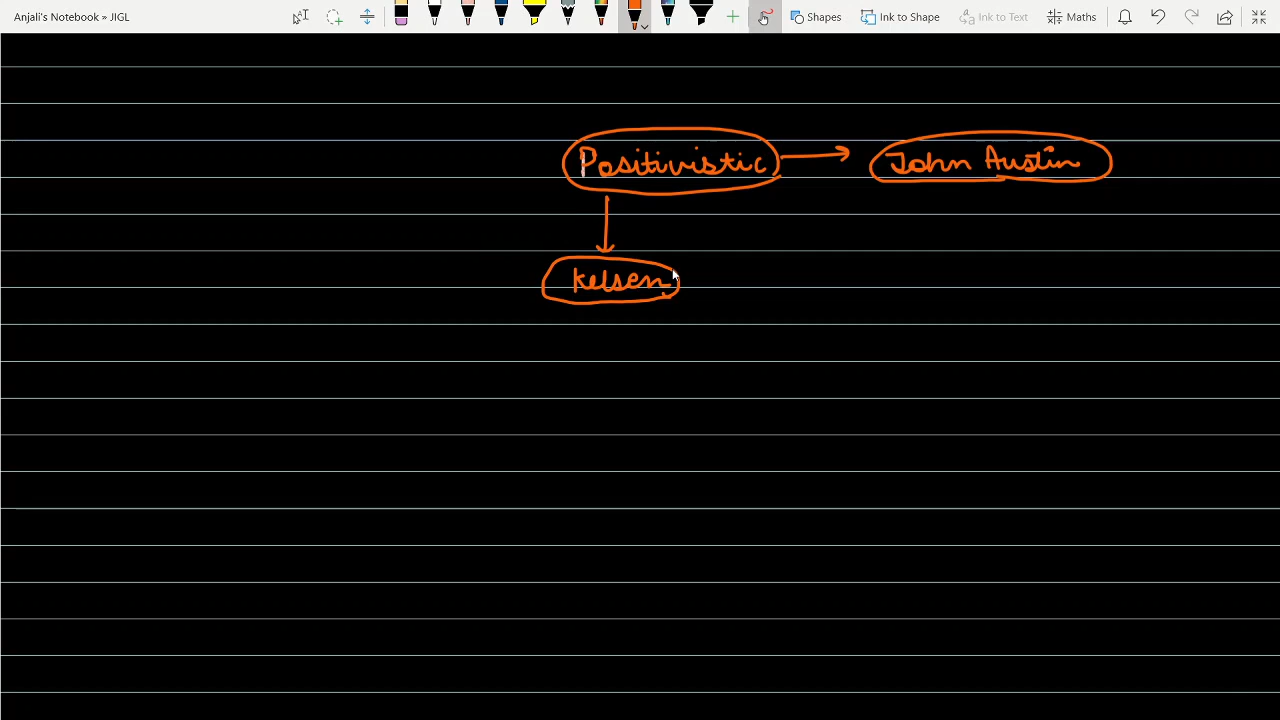 Anjali's Notebook » JIGL
Shapes
Ink to Shape
Ink to Text
Maths
Positivistic
John Austin
Kelsen